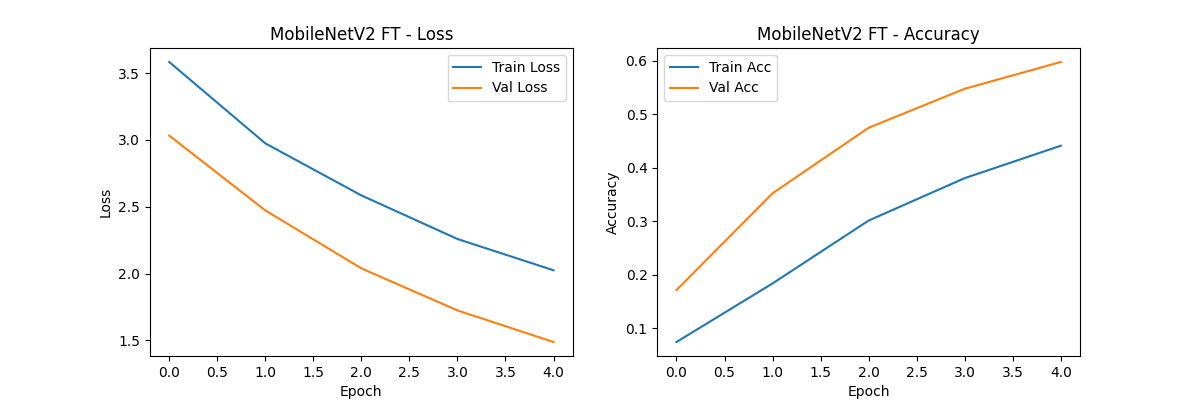 MobileNetV2 FT - Loss
Train Loss
Val Loss
3.5
3.0
2.5
2.0
1.5
Loss
0.0 0.5 1.0 1.5 2.0 2.5 3.0 3.5 4.0
Epoch
MobileNetV2 FT - Accuracy
Train Acc
Val Acc
0.6
0.5
0.4
0.3
0.2
0.1
Accuracy
0.0 0.5 1.0 1.5 2.0 2.5 3.0 3.5 4.0
Epoch